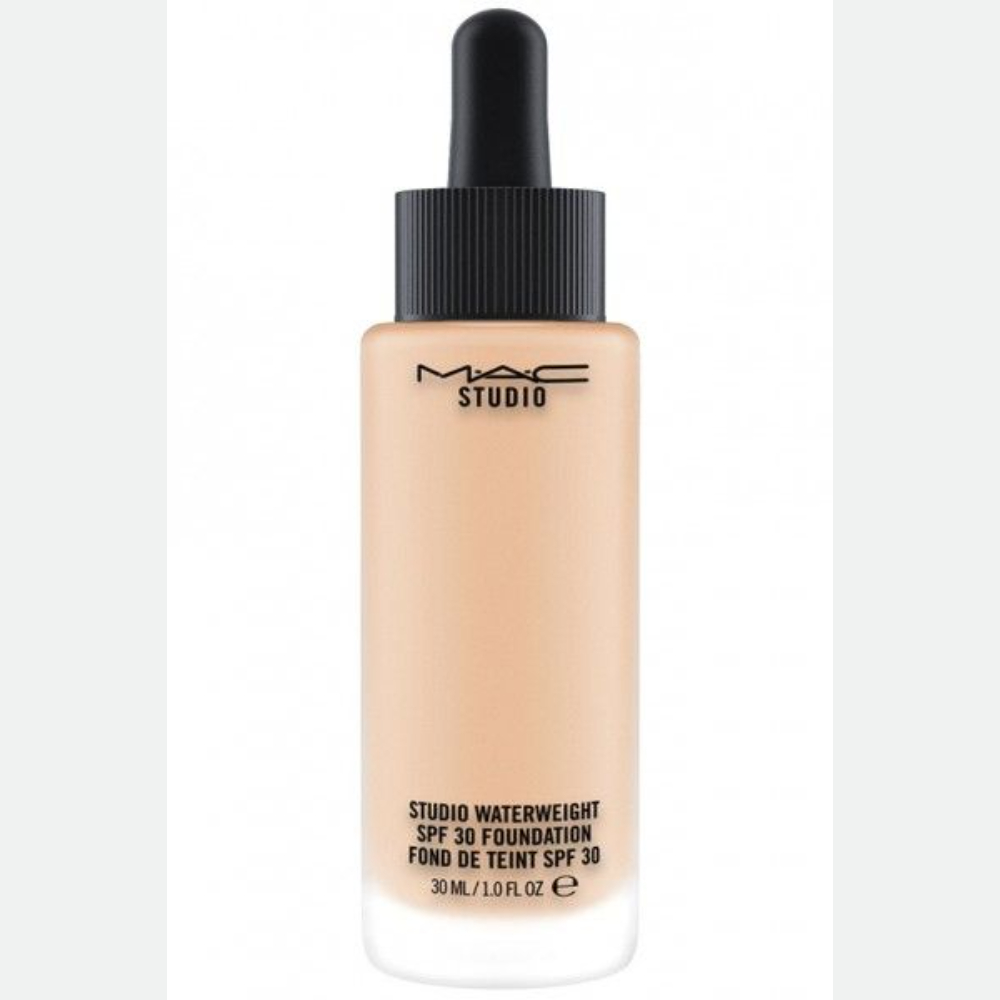 M·A·C
STUDIO
STUDIO WATERWEIGHT
SPF 30 FOUNDATION
FOND DE TEINT SPF 30
30 ML / 1.0 FL OZ ℮